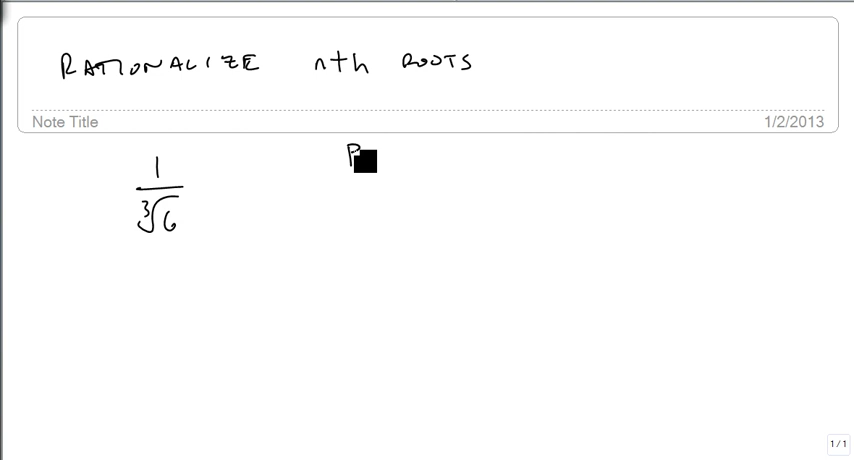 RATIONALIZE nth ROOTS
Note Title 1/2/2013
P
1
∛6
1 / 1